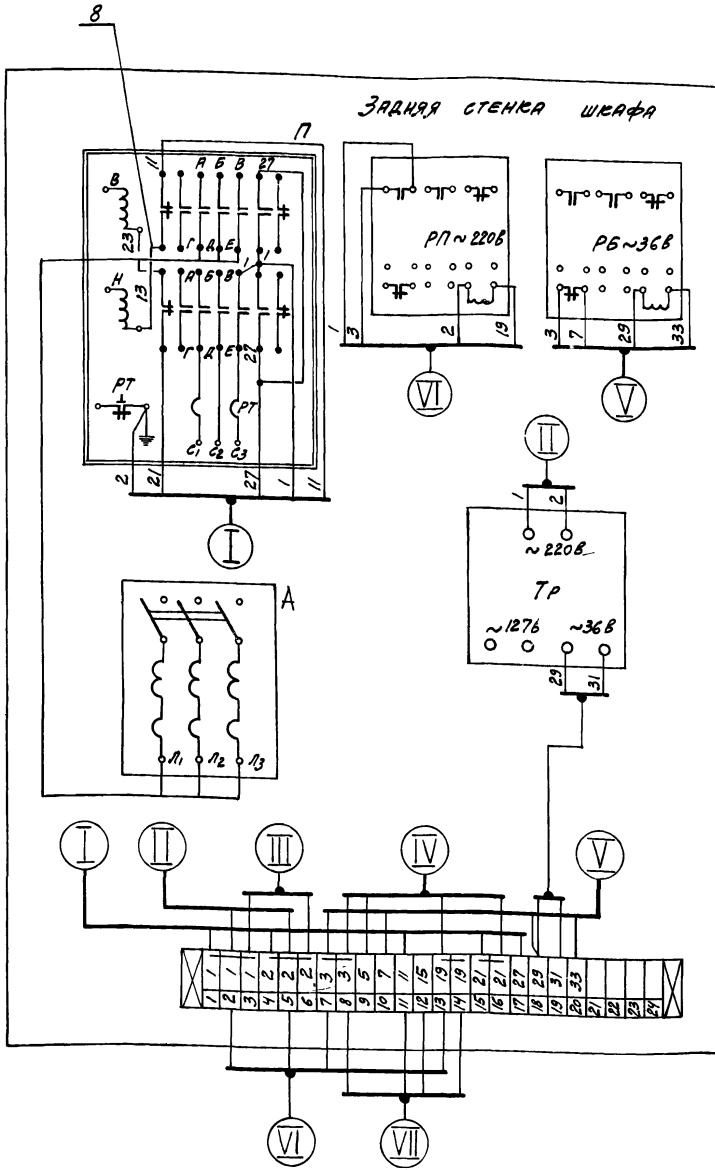 8
ЗАДНЯЯ СТЕНКА ШКАФА
П
11 А Б В 27
В
23
Г Д Е 1
Н
13
А Б В 1
Г Д Е 27
РТ
РТ
С1 С2 С3
2 21 27 1 11
I
РП ~ 220В
1 3 2 19
VI
РБ ~ 36В
3 7 29 33
V
II
1 2
~ 220В
Тр
~ 127В ~ 36В
29 31
А
Л1 Л2 Л3
I II III IV V
1 1 1 2 2 2 3 3 5 7 11 15 19 19 21 21 27 29 31 33
1 2 3 4 5 6 7 8 9 10 11 12 13 14 15 16 17 18 19 20 21 22 23 24
VI VII